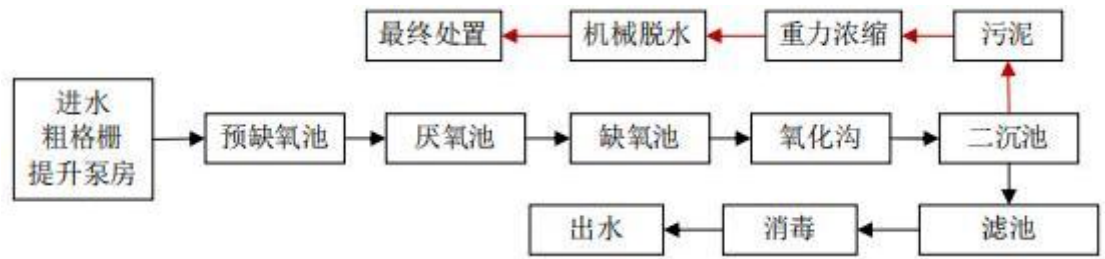 最终处置
机械脱水
重力浓缩
污泥
进水
粗格栅
提升泵房
预缺氧池
厌氧池
缺氧池
氧化沟
二沉池
出水
消毒
滤池